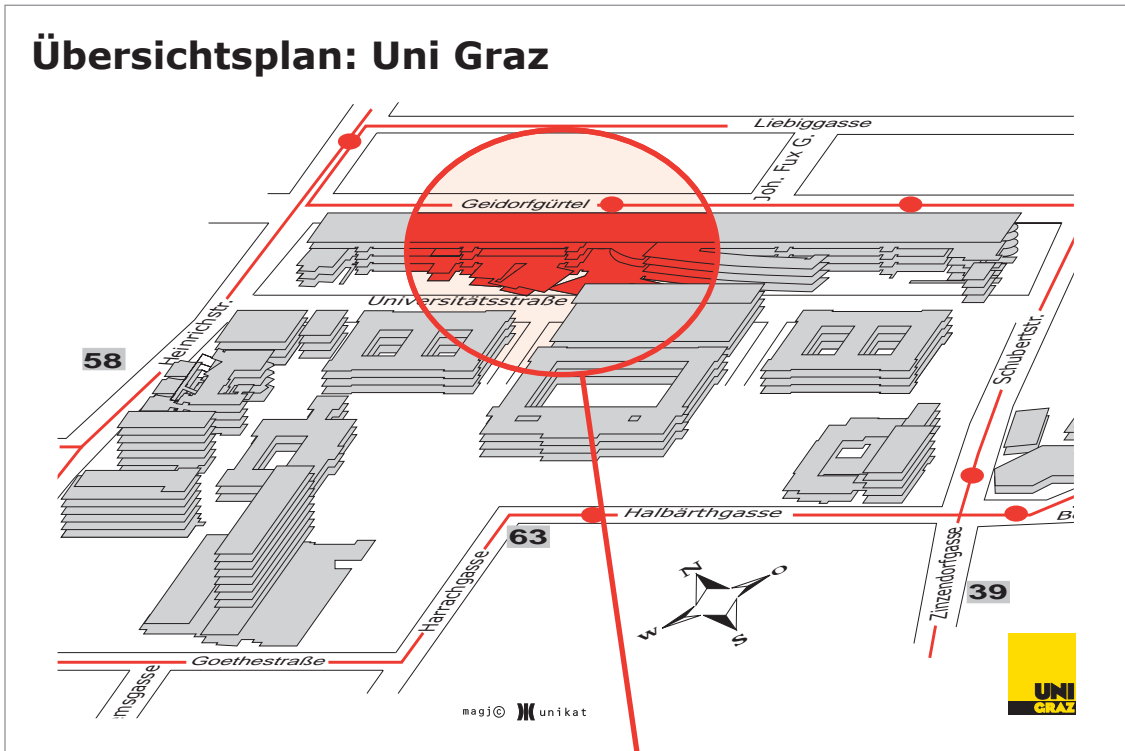 Übersichtsplan: Uni Graz
Liebiggasse
Joh. Fux G.
Geidorfgürtel
Universitätsstraße
Heinrichstr.
58
Schubertstr.
Halbärthgasse
B
63
Harrachgasse
Zinzendorfgasse
39
N
O
W
S
Goethestraße
msgasse
magj© unikat
UNI
GRAZ